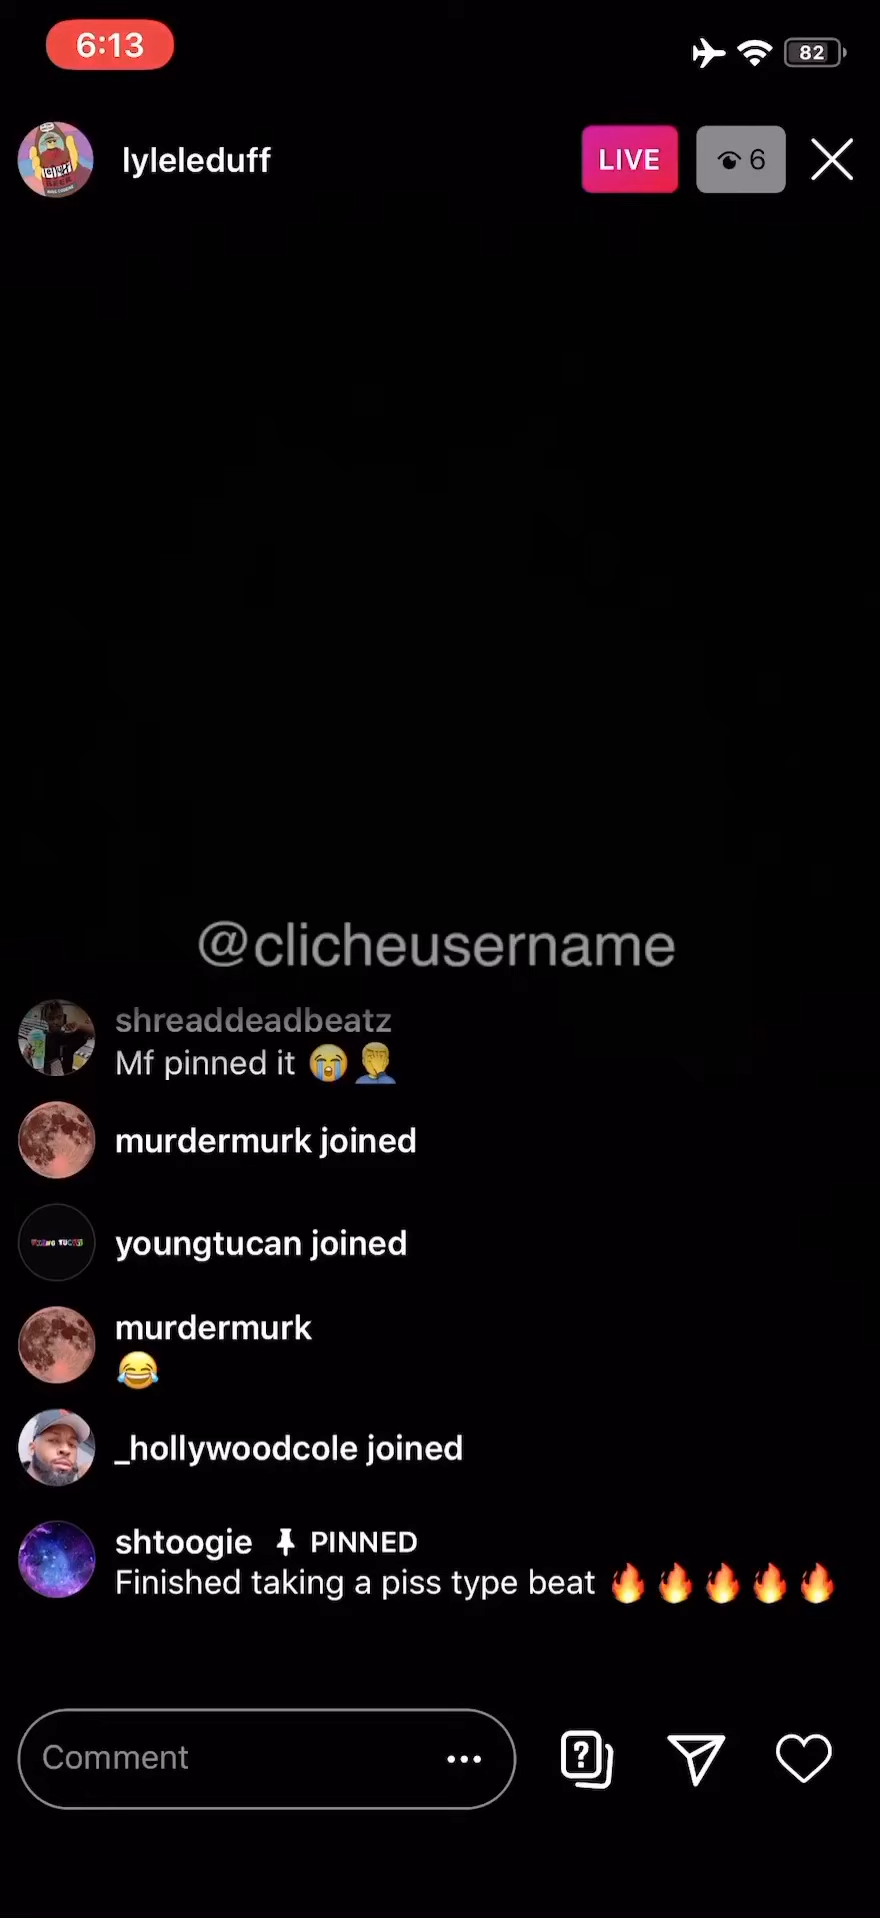 6:13
82
lyleleduff
LIVE
6
@clicheusername
shreaddeadbeatz
Mf pinned it 😭🤦‍♂️
murdermurk joined
youngtucan joined
murdermurk
😂
_hollywoodcole joined
shtoogie PINNED
Finished taking a piss type beat 🔥🔥🔥🔥🔥
Comment